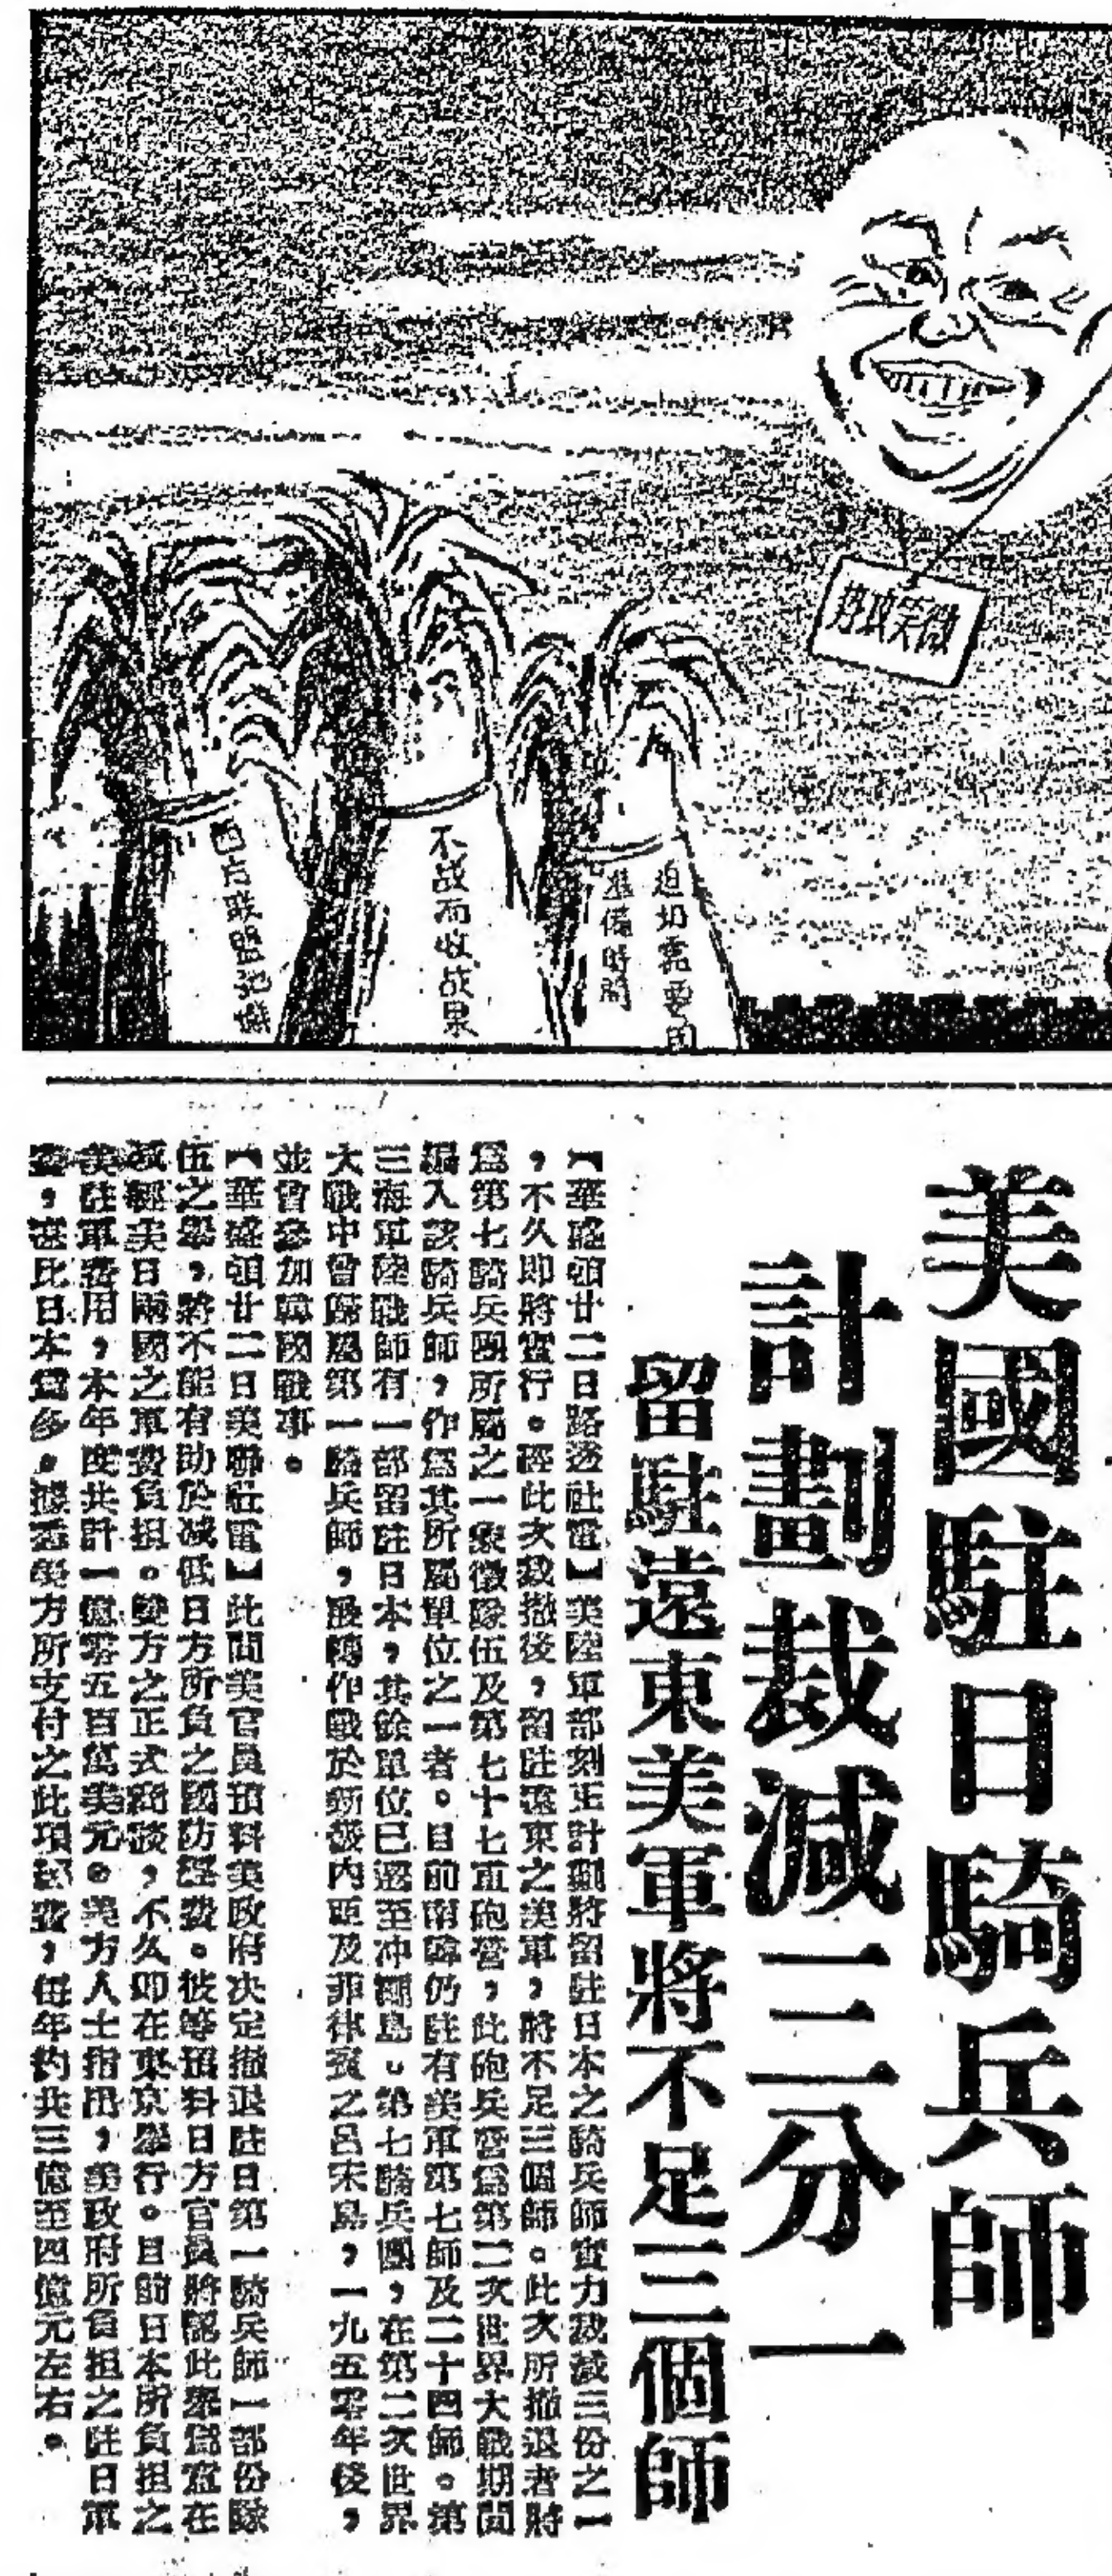 微笑攻势
迫切需要的
準備時間
不战而收战果
西方联盟弛懈
美國駐日騎兵師
計劃裁減三分一
留駐遠東美軍將不足三個師
【華盛頓廿二日路透社電】美陸軍部刻正計劃將留駐日本之騎兵師實力裁減三份之一
，不久即將實行。經此次裁撤後，留駐遠東之美軍，將不足三個師。此次所撤退者將
爲第七騎兵團所屬之一象徵隊伍及第七十七重砲營，此砲兵營爲第二次世界大戰期間
編入該騎兵師，作爲其所屬單位之一者。目前南韓仍駐有美軍第七師及二十四師。第
三海軍陸戰師有一部留駐日本，其餘單位已遷至冲繩島。第七騎兵團，在第二次世界
大戰中曾歸屬第一騎兵師，輾轉作戰於新畿內亞及菲律賓之呂宋島，一九五零年後，
並曾參加韓國戰事。
【華盛頓廿二日美聯社電】此間美官員預料美政府决定撤退駐日第一騎兵師一部份隊
伍之舉，將不能有助於減低日方所負之國防經費。彼等預料日方官員將認此舉爲旨在
減輕美日兩國之軍費負担。雙方之正式商談，不久卽在東京舉行。目前日本所負担之
美駐軍費用，本年度共計一億零五百萬美元。美方人士指出，美政府所負担之駐日軍
費，遠比日本爲多。據悉美方所支付之此項經費，每年約共三億至四億元左右。